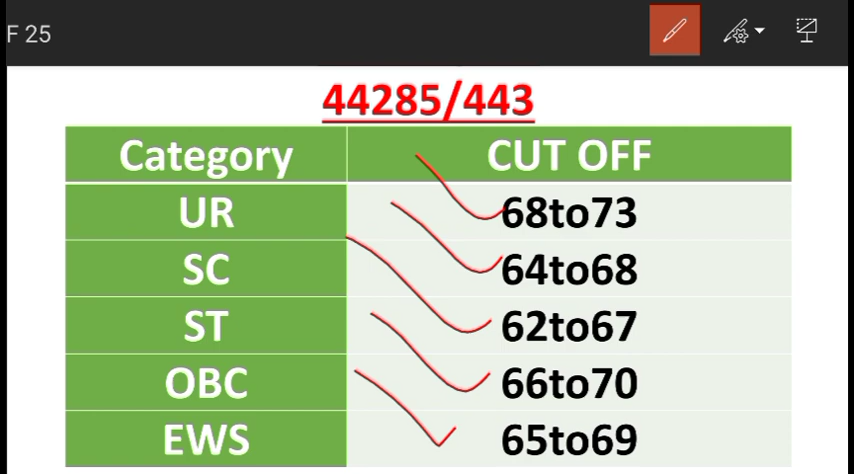 F 25
44285/443
Category CUT OFF
UR 68to73
SC 64to68
ST 62to67
OBC 66to70
EWS 65to69